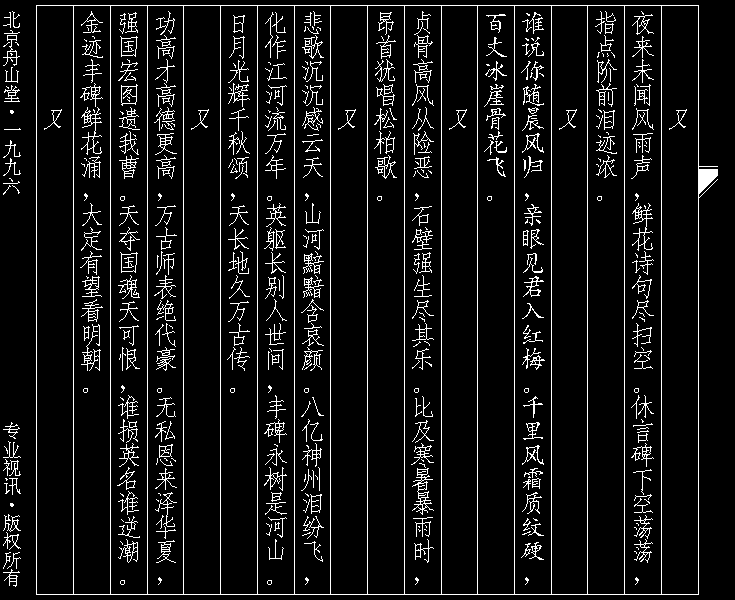 又
夜来未闻风雨声，鲜花诗句尽扫空。休言碑下空荡荡，
指点阶前泪迹浓。
又
谁说你随晨风归，亲眼见君入红梅。千里风霜质纹硬，
百丈冰崖骨花飞。
又
贞骨高风从险恶，石壁强生尽其乐。比及寒暑暴雨时，
昂首犹唱松柏歌。
又
悲歌沉沉感云天，山河黯黯含哀颜。八亿神州泪纷飞，
化作江河流万年。英躯长别人世间，丰碑永树是河山。
日月光辉千秋颂，天长地久万古传。
又
功高才高德更高，万古师表绝代豪。无私恩来泽华夏，
强国宏图遗我曹。天夺国魂天可恨，谁损英名谁逆潮。
金迹丰碑鲜花涌，大定有望看明朝。
又
北京舟山堂·一九九六
专业视讯·版权所有